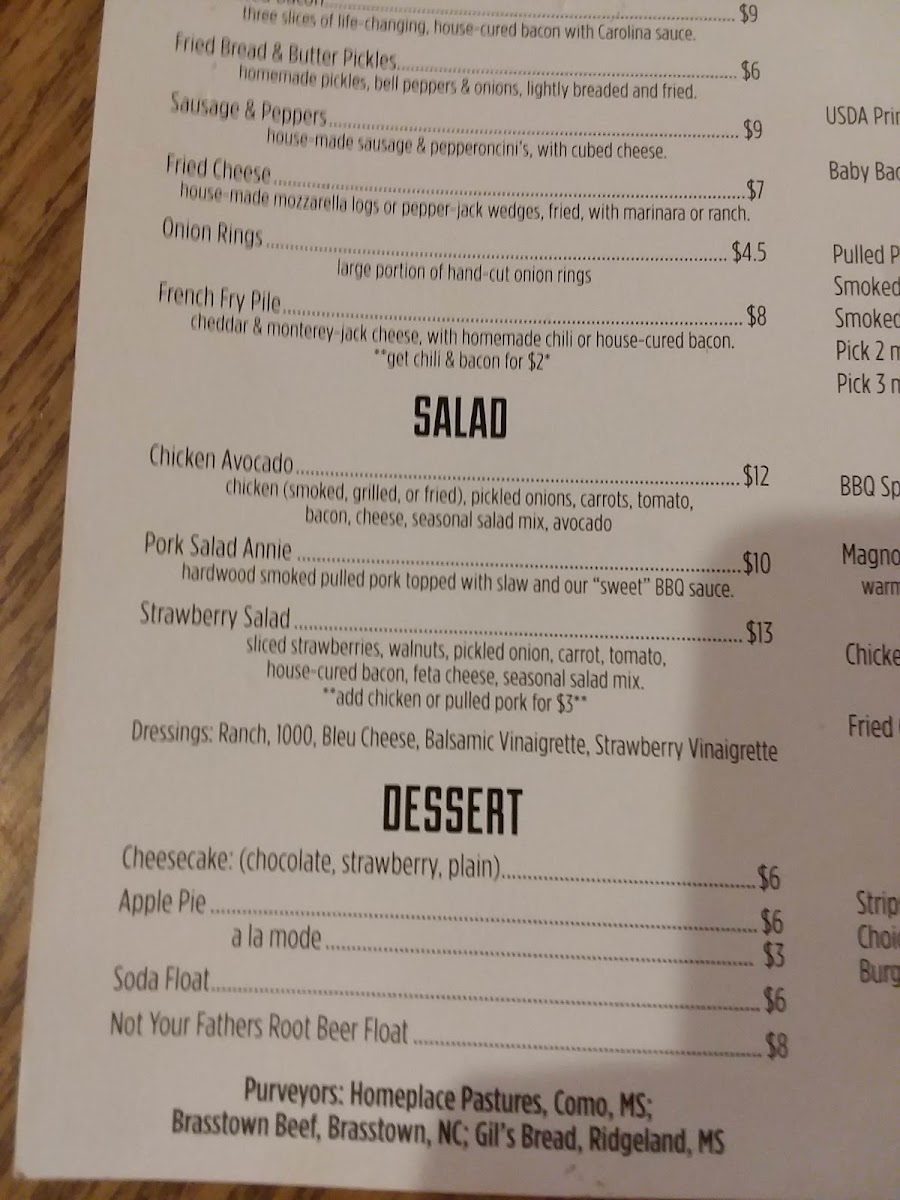 $9
three slices of life-changing, house-cured bacon with Carolina sauce.
Fried Bread & Butter Pickles $6
homemade pickles, bell peppers & onions, lightly breaded and fried.
Sausage & Peppers $9
house-made sausage & pepperoncini's, with cubed cheese.
Fried Cheese $7
house-made mozzarella logs or pepper-jack wedges, fried, with marinara or ranch.
Onion Rings $4.5
large portion of hand-cut onion rings
French Fry Pile $8
cheddar & monterey-jack cheese, with homemade chili or house-cured bacon.
**get chili & bacon for $2*
SALAD
Chicken Avocado $12
chicken (smoked, grilled, or fried), pickled onions, carrots, tomato,
bacon, cheese, seasonal salad mix, avocado
Pork Salad Annie $10
hardwood smoked pulled pork topped with slaw and our “sweet” BBQ sauce.
Strawberry Salad $13
sliced strawberries, walnuts, pickled onion, carrot, tomato,
house-cured bacon, feta cheese, seasonal salad mix.
**add chicken or pulled pork for $3**
Dressings: Ranch, 1000, Bleu Cheese, Balsamic Vinaigrette, Strawberry Vinaigrette
DESSERT
Cheesecake: (chocolate, strawberry, plain) $6
Apple Pie $6
a la mode $3
Soda Float $6
Not Your Fathers Root Beer Float $8
Purveyors: Homeplace Pastures, Como, MS;
Brasstown Beef, Brasstown, NC; Gil's Bread, Ridgeland, MS
USDA Prir
Baby Bac
Pulled P
Smoked
Smoked
Pick 2 m
Pick 3 m
BBQ Sp
Magno
warm
Chicke
Fried
Strip
Choi
Burg